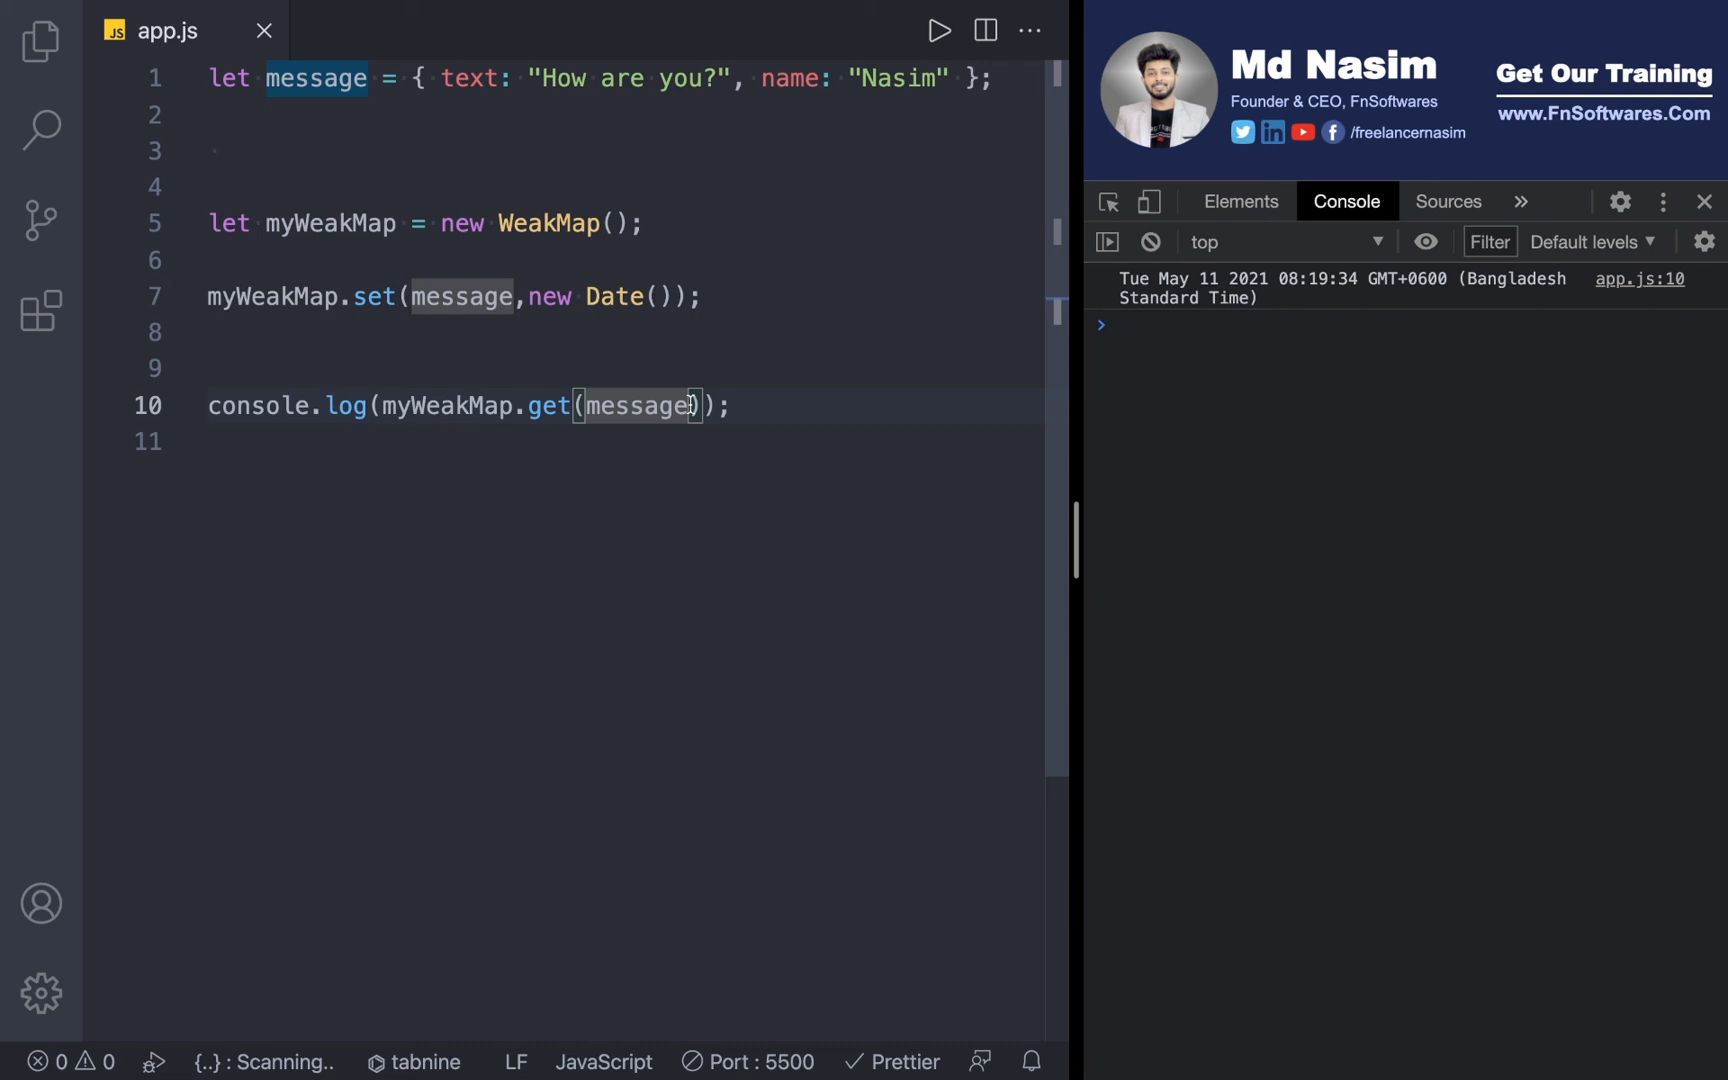 JS app.js
1 let message = { text: "How are you?", name: "Nasim" };
2
3
4
5 let myWeakMap = new WeakMap();
6
7 myWeakMap.set(message,new Date());
8
9
10 console.log(myWeakMap.get(message));
11
0 0 {..} : Scanning.. tabnine LF JavaScript Port : 5500 Prettier
Md Nasim
Founder & CEO, FnSoftwares
/freelancernasim
Get Our Training
www.FnSoftwares.Com
Elements Console Sources »
top Filter Default levels
Tue May 11 2021 08:19:34 GMT+0600 (Bangladesh app.js:10
Standard Time)